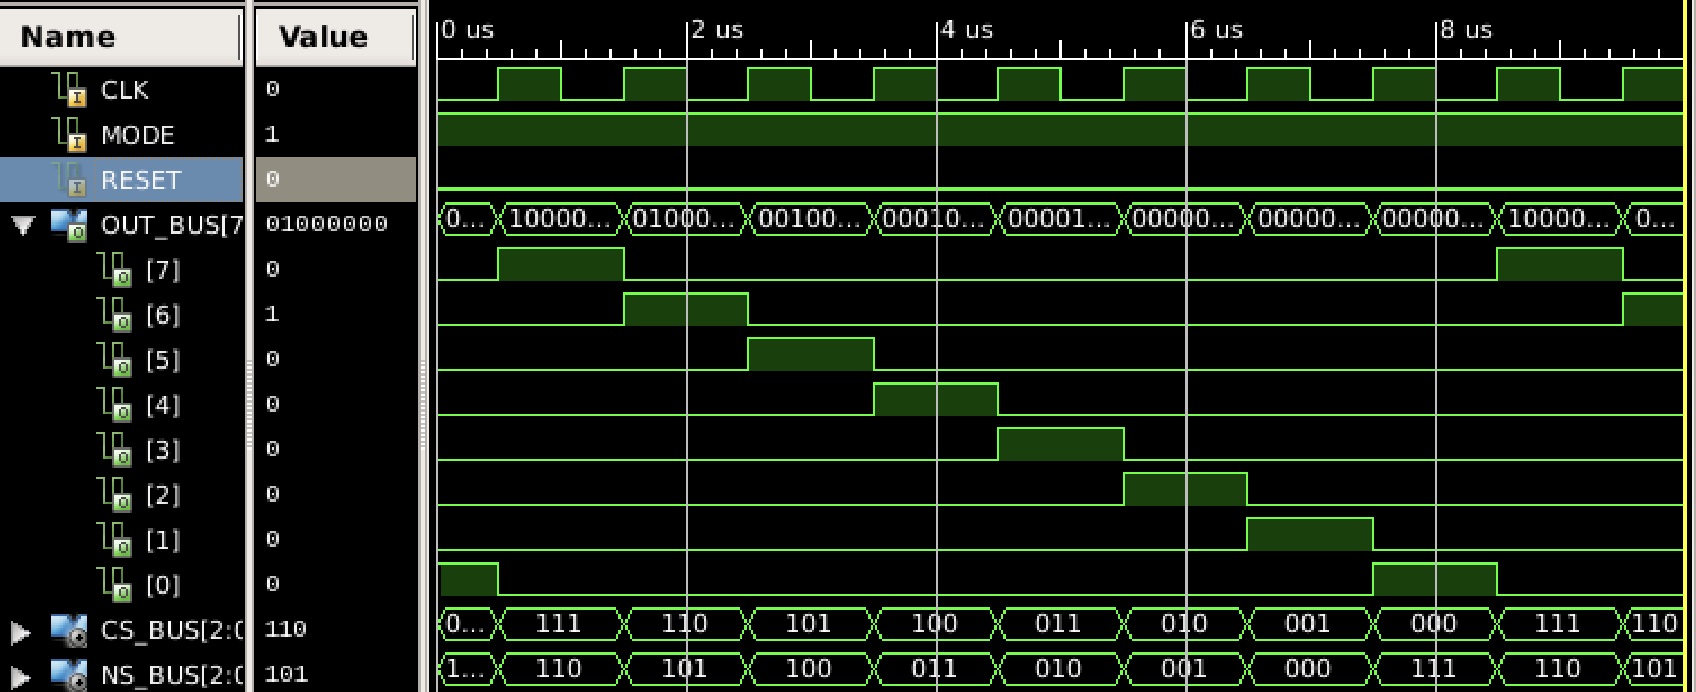 Name Value 0 us 2 us 4 us 6 us 8 us
CLK 0
MODE 1
RESET 0
OUT_BUS[7 01000000 0... 10000... 01000... 00100... 00010... 00001... 00000... 00000... 00000... 10000... 0...
[7] 0
[6] 1
[5] 0
[4] 0
[3] 0
[2] 0
[1] 0
[0] 0
CS_BUS[2:0 110 0... 111 110 101 100 011 010 001 000 111 110
NS_BUS[2:0 101 1... 110 101 100 011 010 001 000 111 110 101